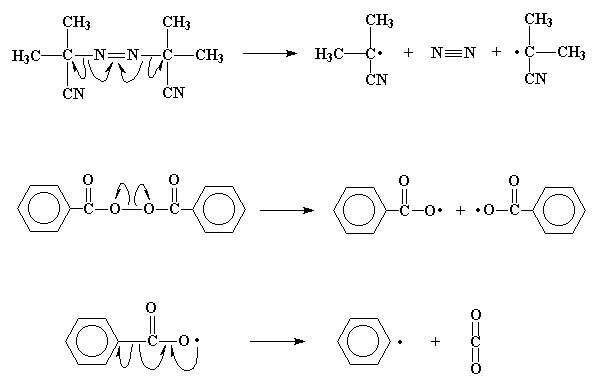 CH₃ CH₃ CH₃ CH₃
H₃C–C–N=N–C–CH₃ → H₃C–C• + N≡N + •C–CH₃
CN CN CN CN
O O O O
C–O–O–C → C–O• + •O–C
O O
C–O• → • + C
O